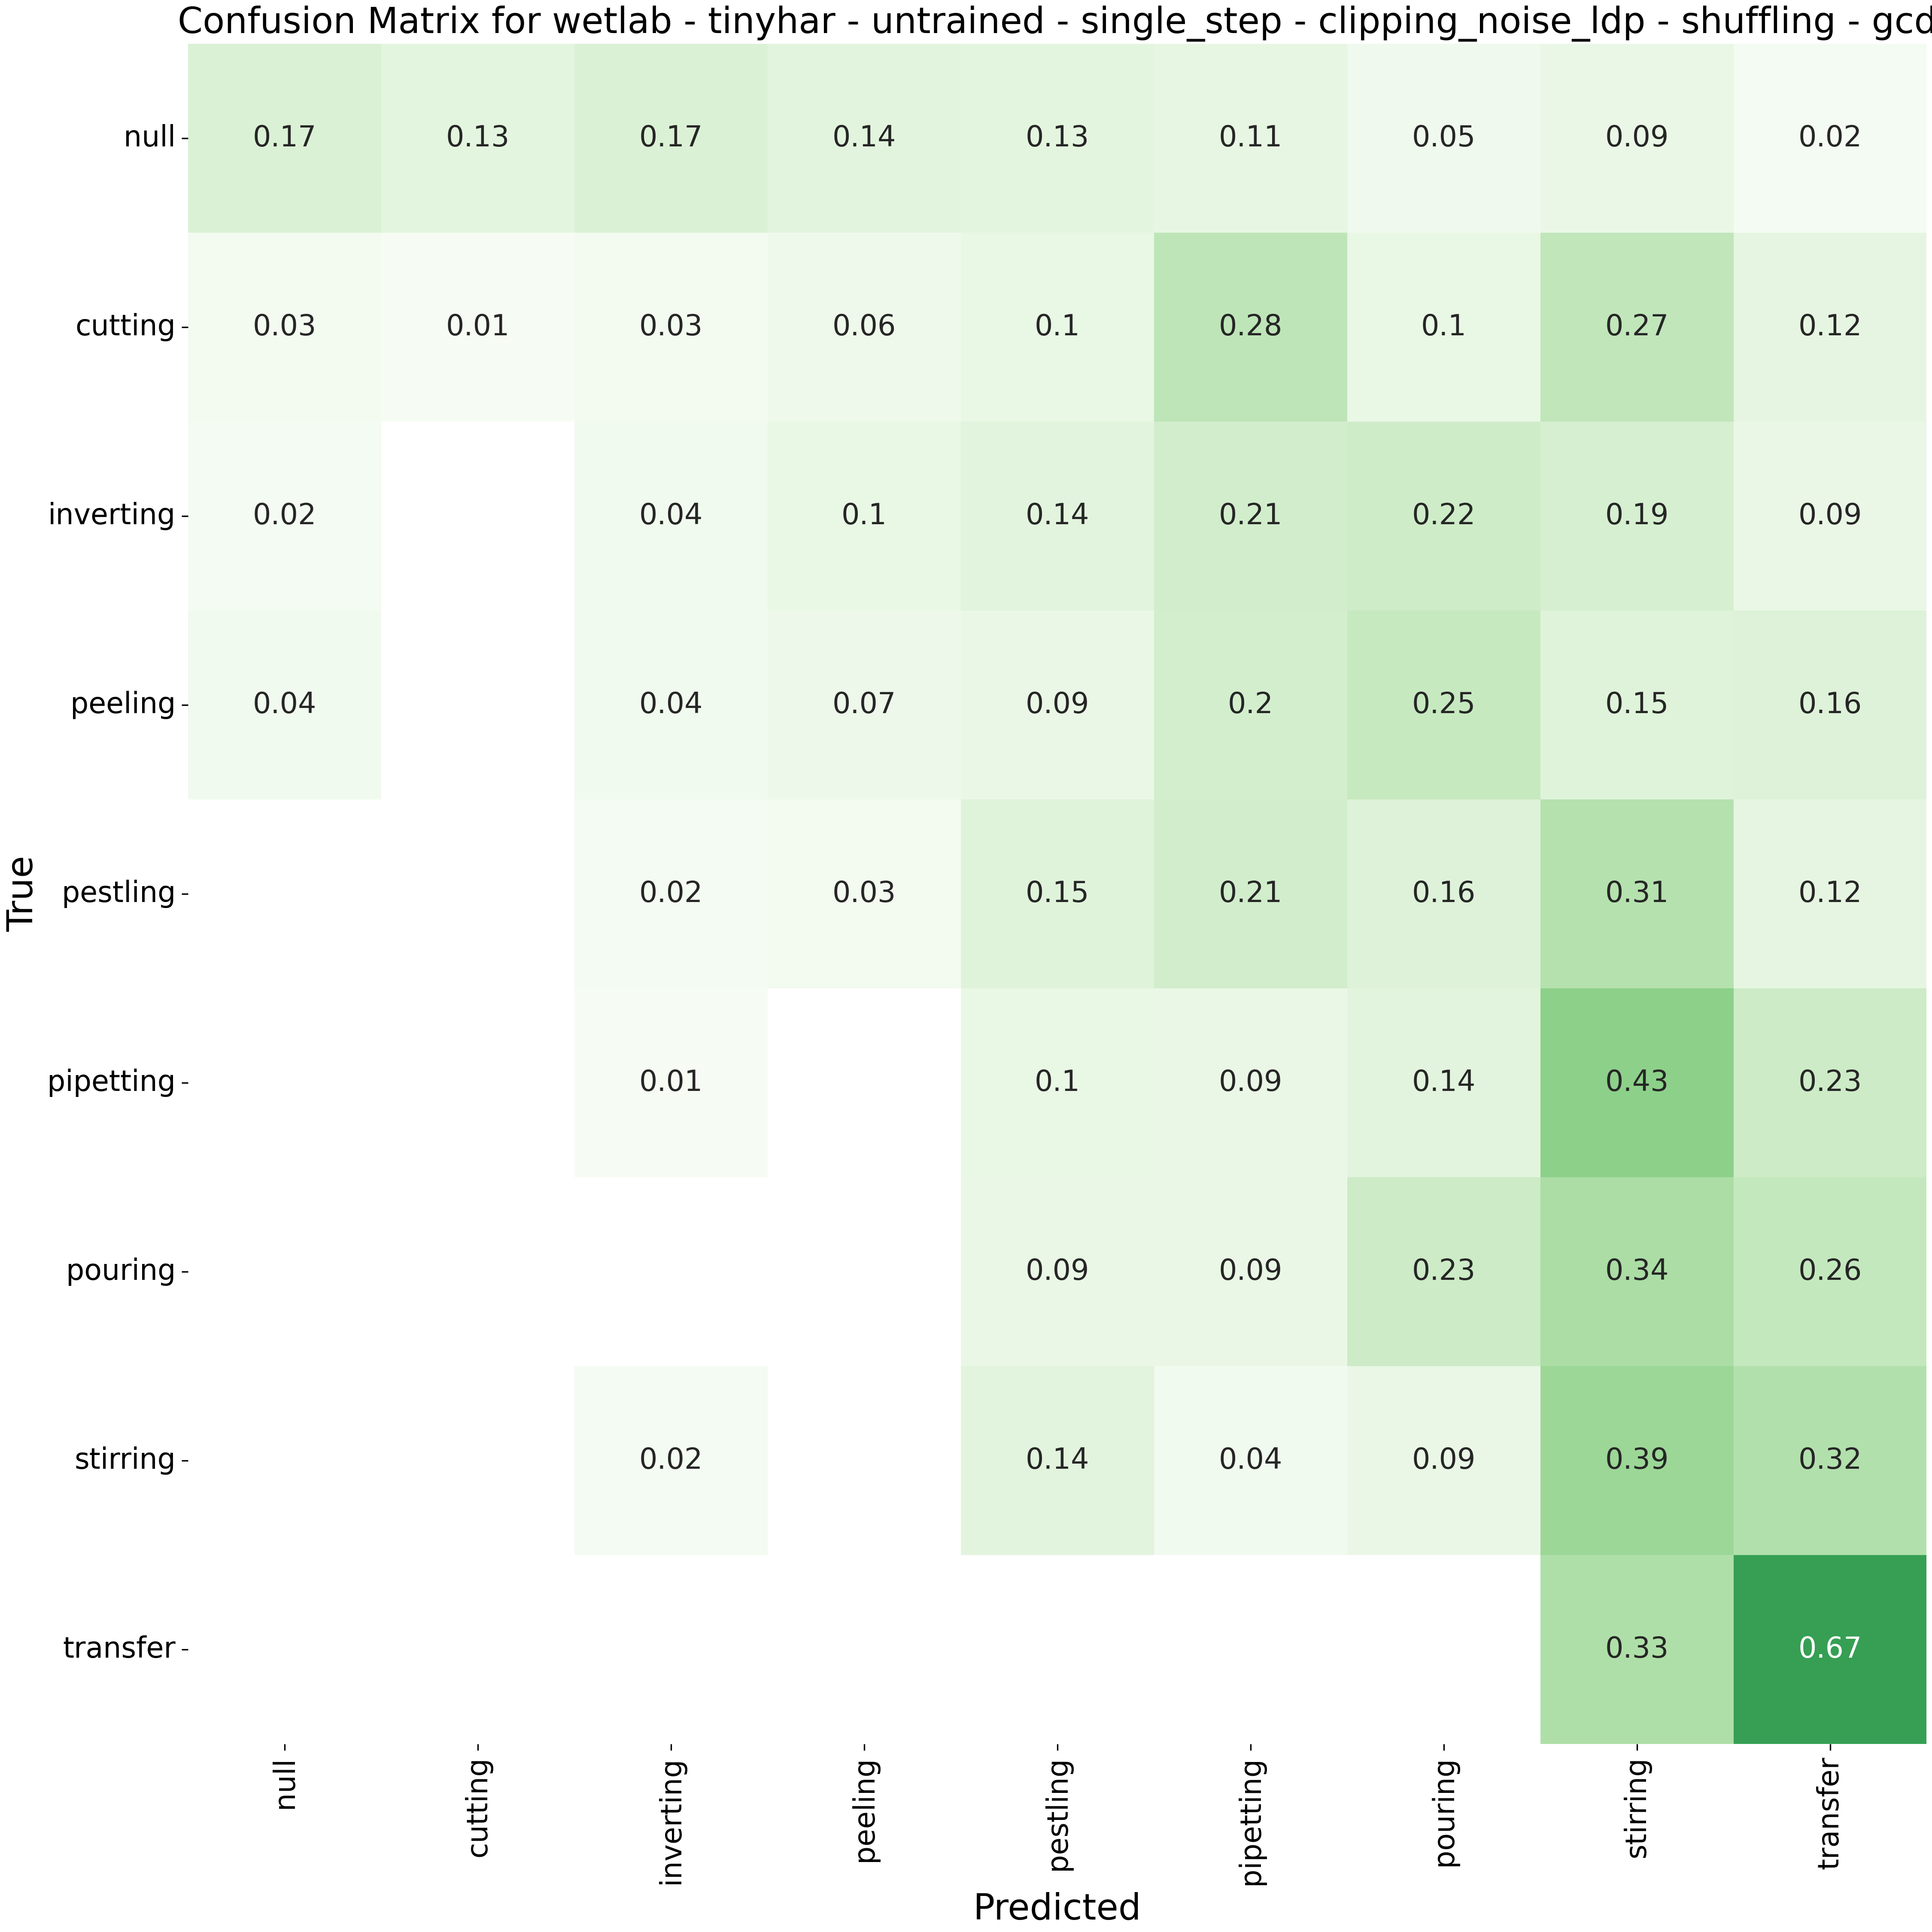 Confusion Matrix for wetlab - tinyhar - untrained - single_step - clipping_noise_ldp - shuffling - gcd
null 0.17 0.13 0.17 0.14 0.13 0.11 0.05 0.09 0.02
cutting 0.03 0.01 0.03 0.06 0.1 0.28 0.1 0.27 0.12
inverting 0.02 0.04 0.1 0.14 0.21 0.22 0.19 0.09
peeling 0.04 0.04 0.07 0.09 0.2 0.25 0.15 0.16
pestling 0.02 0.03 0.15 0.21 0.16 0.31 0.12
pipetting 0.01 0.1 0.09 0.14 0.43 0.23
pouring 0.09 0.09 0.23 0.34 0.26
stirring 0.02 0.14 0.04 0.09 0.39 0.32
transfer 0.33 0.67
True
null cutting inverting peeling pestling pipetting pouring stirring transfer
Predicted